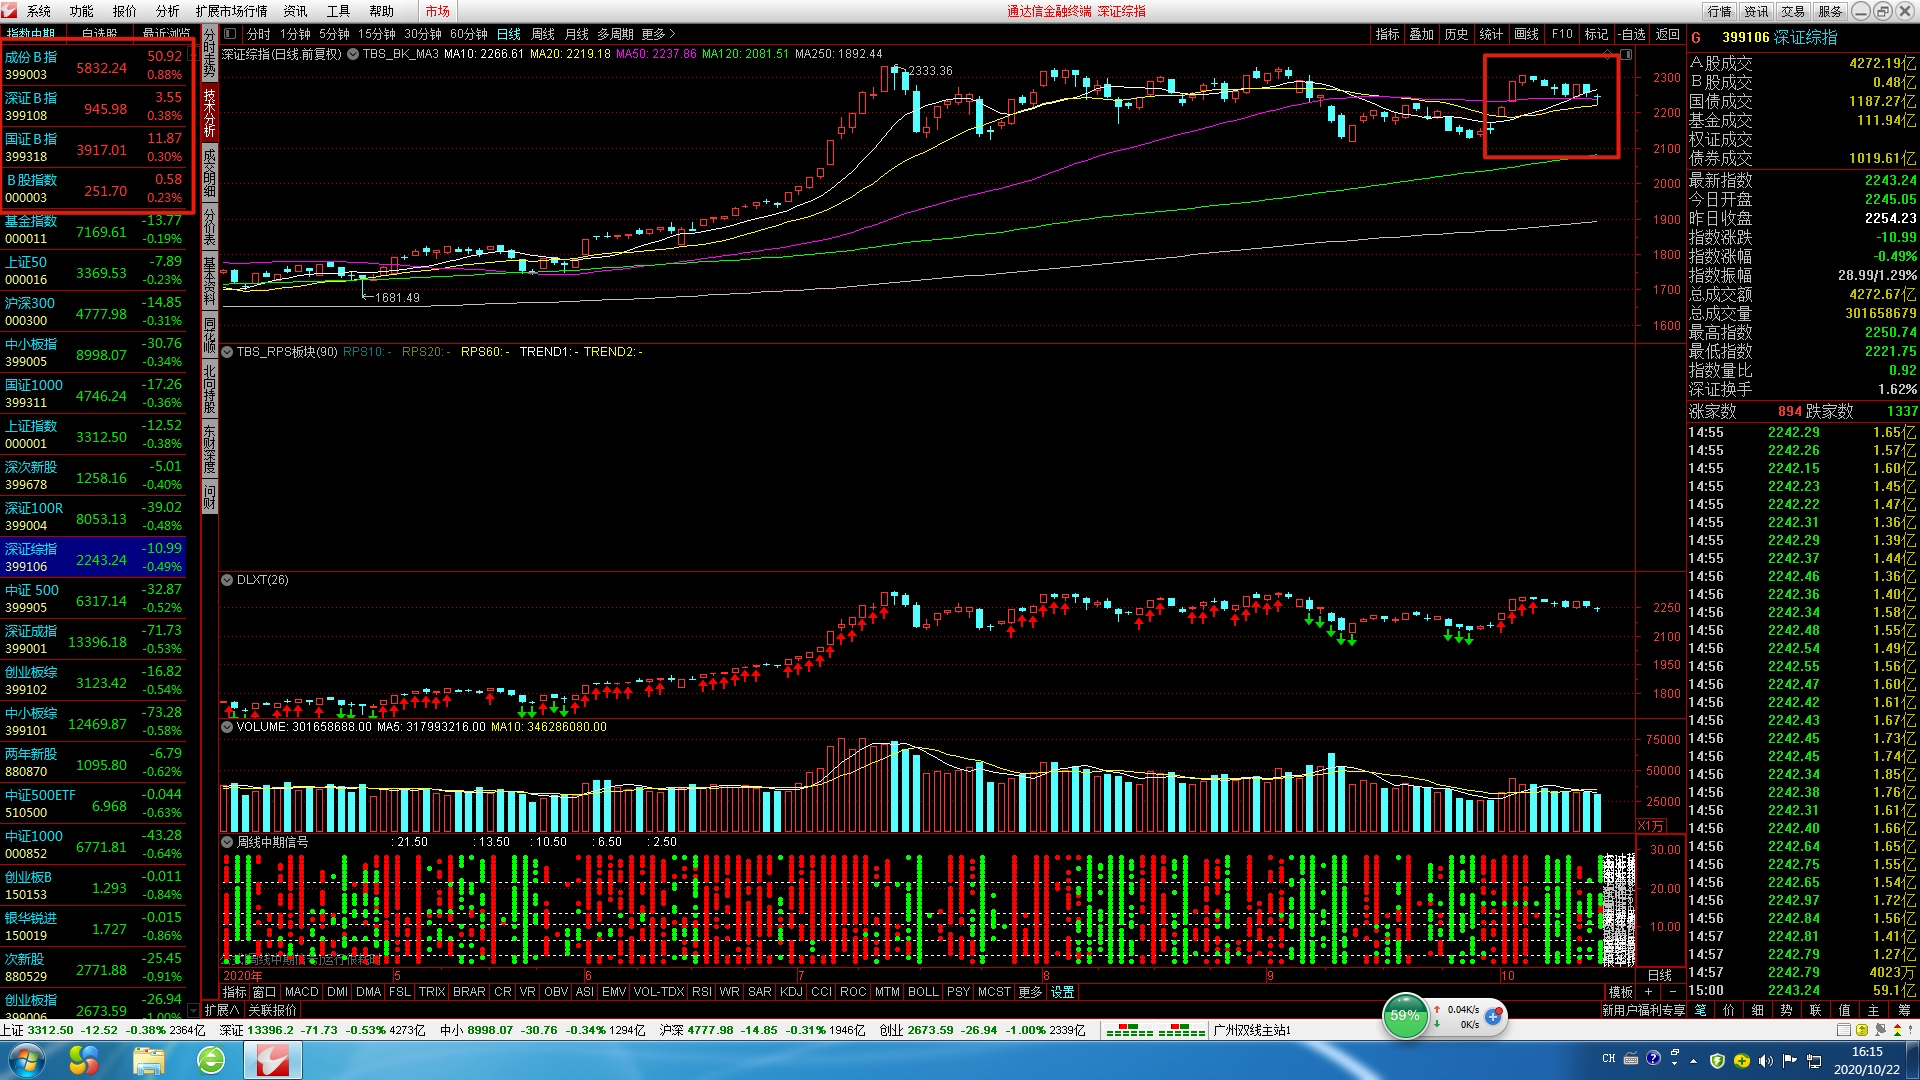 系统 功能 报价 分析 扩展市场行情 资讯 工具 帮助 市场 通达信金融终端 深证综指 行情 资讯 交易 服务
指数中期 自选股 最近浏览
成份Ｂ指 399003 5832.24 50.92 0.88%
深证Ｂ指 399108 945.98 3.55 0.38%
国证Ｂ指 399318 3917.01 11.87 0.30%
Ｂ股指数 000003 251.70 0.58 0.23%
基金指数 000011 7169.61 -13.77 -0.19%
上证50 000016 3369.53 -7.89 -0.23%
沪深300 000300 4777.98 -14.85 -0.31%
中小板指 399005 8998.07 -30.76 -0.34%
国证1000 399311 4746.24 -17.26 -0.36%
上证指数 000001 3312.50 -12.52 -0.38%
深次新股 399678 1258.16 -5.01 -0.40%
深证100R 399004 8053.13 -39.02 -0.48%
深证综指 399106 2243.24 -10.99 -0.49%
中证 500 399905 6317.14 -32.87 -0.52%
深证成指 399001 13396.18 -71.73 -0.53%
创业板综 399102 3123.42 -16.82 -0.54%
中小板综 399101 12469.87 -73.28 -0.58%
两年新股 880870 1095.80 -6.79 -0.62%
中证500ETF 510500 6.968 -0.044 -0.63%
中证1000 000852 6771.81 -43.28 -0.64%
创业板B 150153 1.293 -0.011 -0.84%
银华锐进 150019 1.727 -0.015 -0.86%
次新股 880529 2771.88 -25.45 -0.91%
创业板指 399006 2673.59 -26.94 -1.00%
分时走势
技术分析
成交明细
分价表
基本资料
同花顺
北向持股
东财深度
问财
分时 1分钟 5分钟 15分钟 30分钟 60分钟 日线 周线 月线 多周期 更多 指标 叠加 历史 统计 画线 F10 标记 -自选 返回
深证综指(日线.前复权) TBS_BK_MA3 MA10: 2266.61 MA20: 2219.18 MA50: 2237.86 MA120: 2081.51 MA250: 1892.44
2333.36
1681.49
2300
2200
2100
2000
1900
1800
1700
1600
TBS_RPS板块(90) RPS10:- RPS20:- RPS60:- TREND1:- TREND2:-
DLXT(26)
2250
2100
1950
1800
VOLUME: 301658688.00 MA5: 317993216.00 MA10: 346286080.00
75000
50000
25000
X1万
周线中期信号 : 21.50 : 13.50 : 10.50 : 6.50 : 2.50
30.00
20.00
10.00
2020年 5 6 7 8 9 10 日线
指标 窗口 MACD DMI DMA FSL TRIX BRAR CR VR OBV ASI EMV VOL-TDX RSI WR SAR KDJ CCI ROC MTM BOLL PSY MCST 更多 设置 模板 + -
扩展∧ 关联报价 新用户福利专享 笔 价 细 势 联 值 主 筹
G 399106 深证综指
Ａ股成交 4272.19亿
Ｂ股成交 0.48亿
国债成交 1187.27亿
基金成交 111.94亿
权证成交
债券成交 1019.61亿
最新指数 2243.24
今日开盘 2245.05
昨日收盘 2254.23
指数涨跌 -10.99
指数涨幅 -0.49%
指数振幅 28.99/1.29%
总成交额 4272.67亿
总成交量 301658679
最高指数 2250.74
最低指数 2221.75
指数量比 0.92
深证换手 1.62%
涨家数 894 跌家数 1337
14:55 2242.29 1.65亿
14:55 2242.26 1.57亿
14:55 2242.15 1.60亿
14:55 2242.23 1.45亿
14:55 2242.22 1.47亿
14:55 2242.31 1.36亿
14:55 2242.29 1.39亿
14:55 2242.37 1.44亿
14:56 2242.46 1.36亿
14:56 2242.36 1.40亿
14:56 2242.34 1.58亿
14:56 2242.48 1.55亿
14:56 2242.54 1.49亿
14:56 2242.55 1.56亿
14:56 2242.47 1.60亿
14:56 2242.42 1.61亿
14:56 2242.43 1.67亿
14:56 2242.45 1.73亿
14:56 2242.45 1.74亿
14:56 2242.34 1.85亿
14:56 2242.38 1.76亿
14:56 2242.31 1.61亿
14:56 2242.40 1.66亿
14:56 2242.64 1.65亿
14:56 2242.75 1.55亿
14:56 2242.65 1.54亿
14:56 2242.97 1.72亿
14:56 2242.84 1.56亿
14:57 2242.81 1.41亿
14:57 2242.79 1.27亿
14:57 2242.79 4023万
15:00 2243.24 59.1亿
上证 3312.50 -12.52 -0.38% 2364亿 深证 13396.2 -71.73 -0.53% 4273亿 中小 8998.07 -30.76 -0.34% 1294亿 沪深 4777.98 -14.85 -0.31% 1946亿 创业 2673.59 -26.94 -1.00% 2339亿 广州双线主站1
59% 0.04K/s 0K/s
CH 16:15
2020/10/22